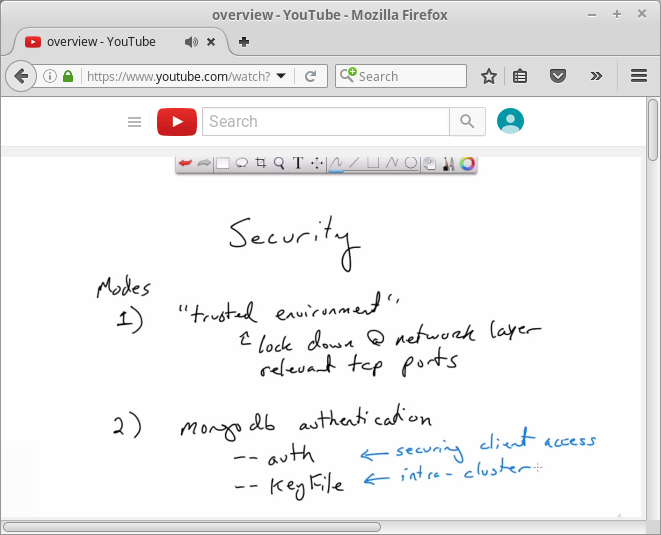 overview - YouTube - Mozilla Firefox
overview - YouTube
https://www.youtube.com/watch?
Search
Search
T
Security
Modes
1) "trusted environment"
lock down @ network layer
relevant tcp ports
2) mongodb authentication
-- auth ← securing client access
-- KeyFile ← intra-cluster